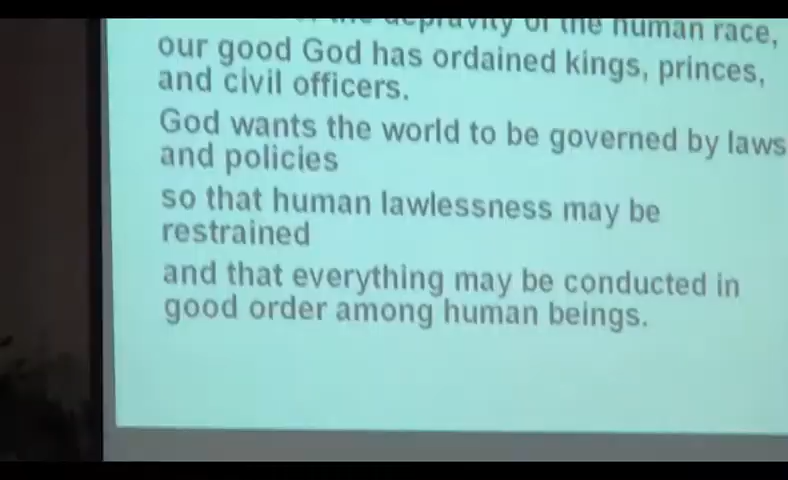 the depravity of the human race,
our good God has ordained kings, princes,
and civil officers.
God wants the world to be governed by laws
and policies
so that human lawlessness may be
restrained
and that everything may be conducted in
good order among human beings.